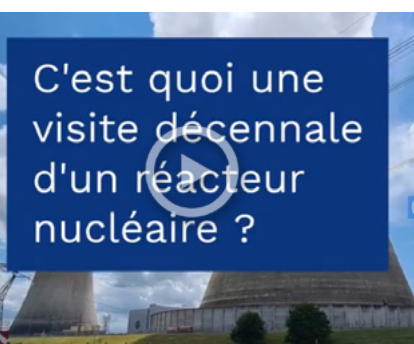 C'est quoi une
visite décennale
d'un réacteur
nucléaire ?